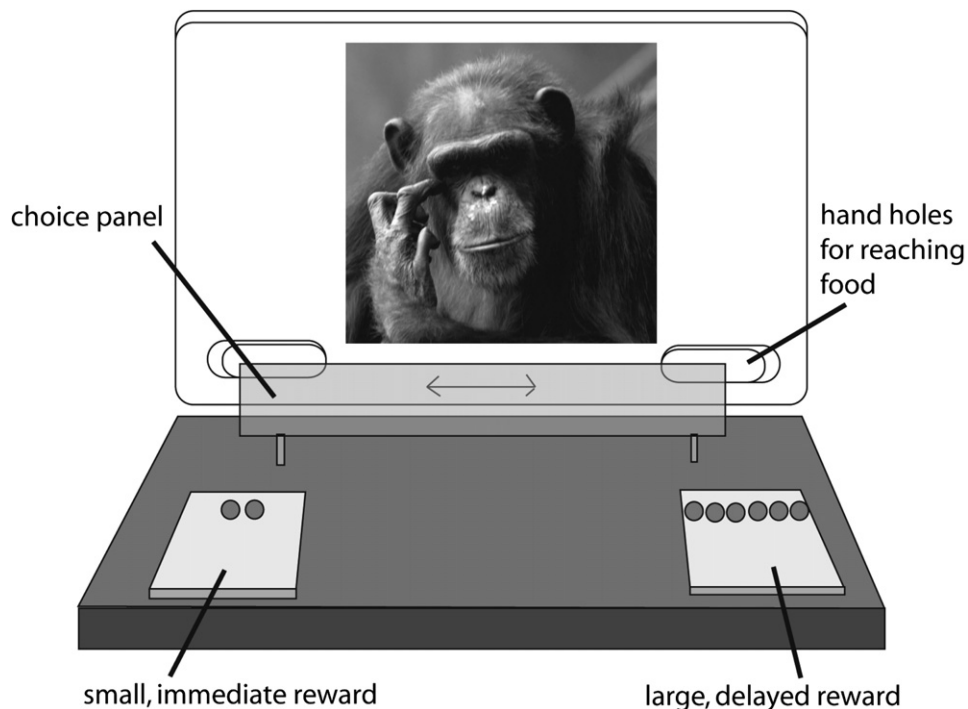 choice panel
hand holes
for reaching
food
small, immediate reward
large, delayed reward